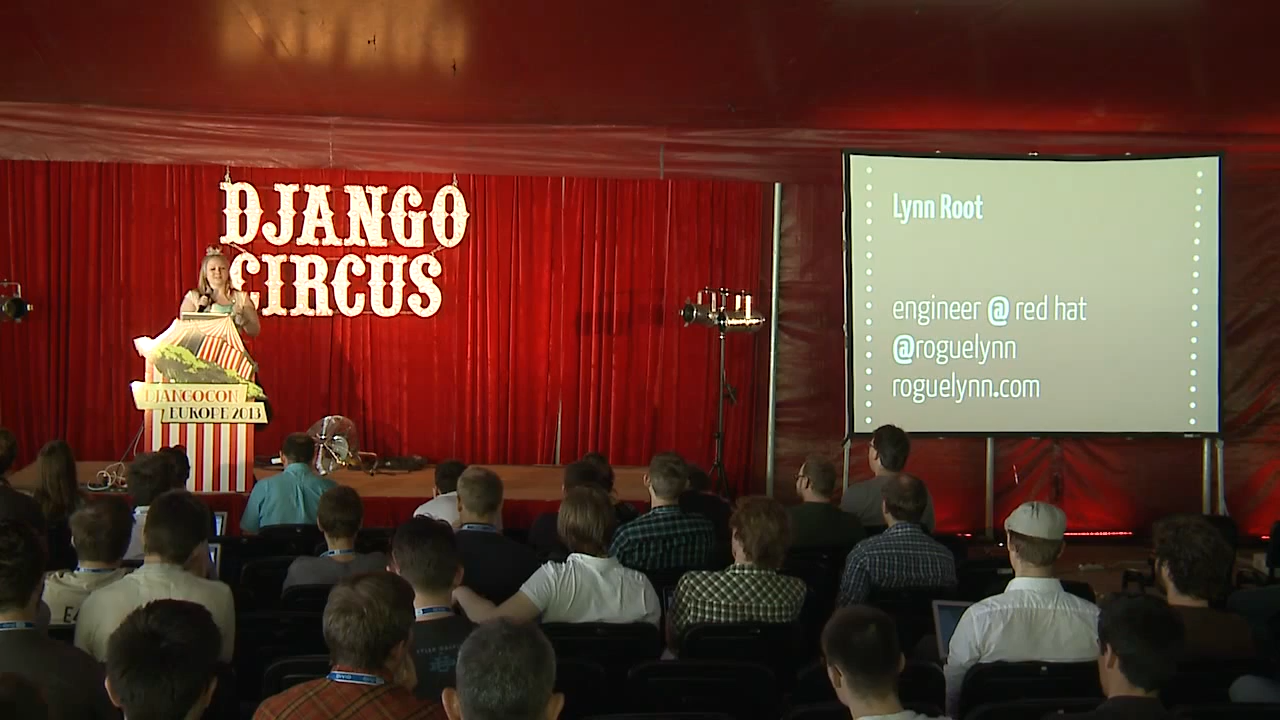 DJANGO
CIRCUS
DJANGOCON
EUROPE 2013
Lynn Root
engineer @ red hat
@roguelynn
roguelynn.com